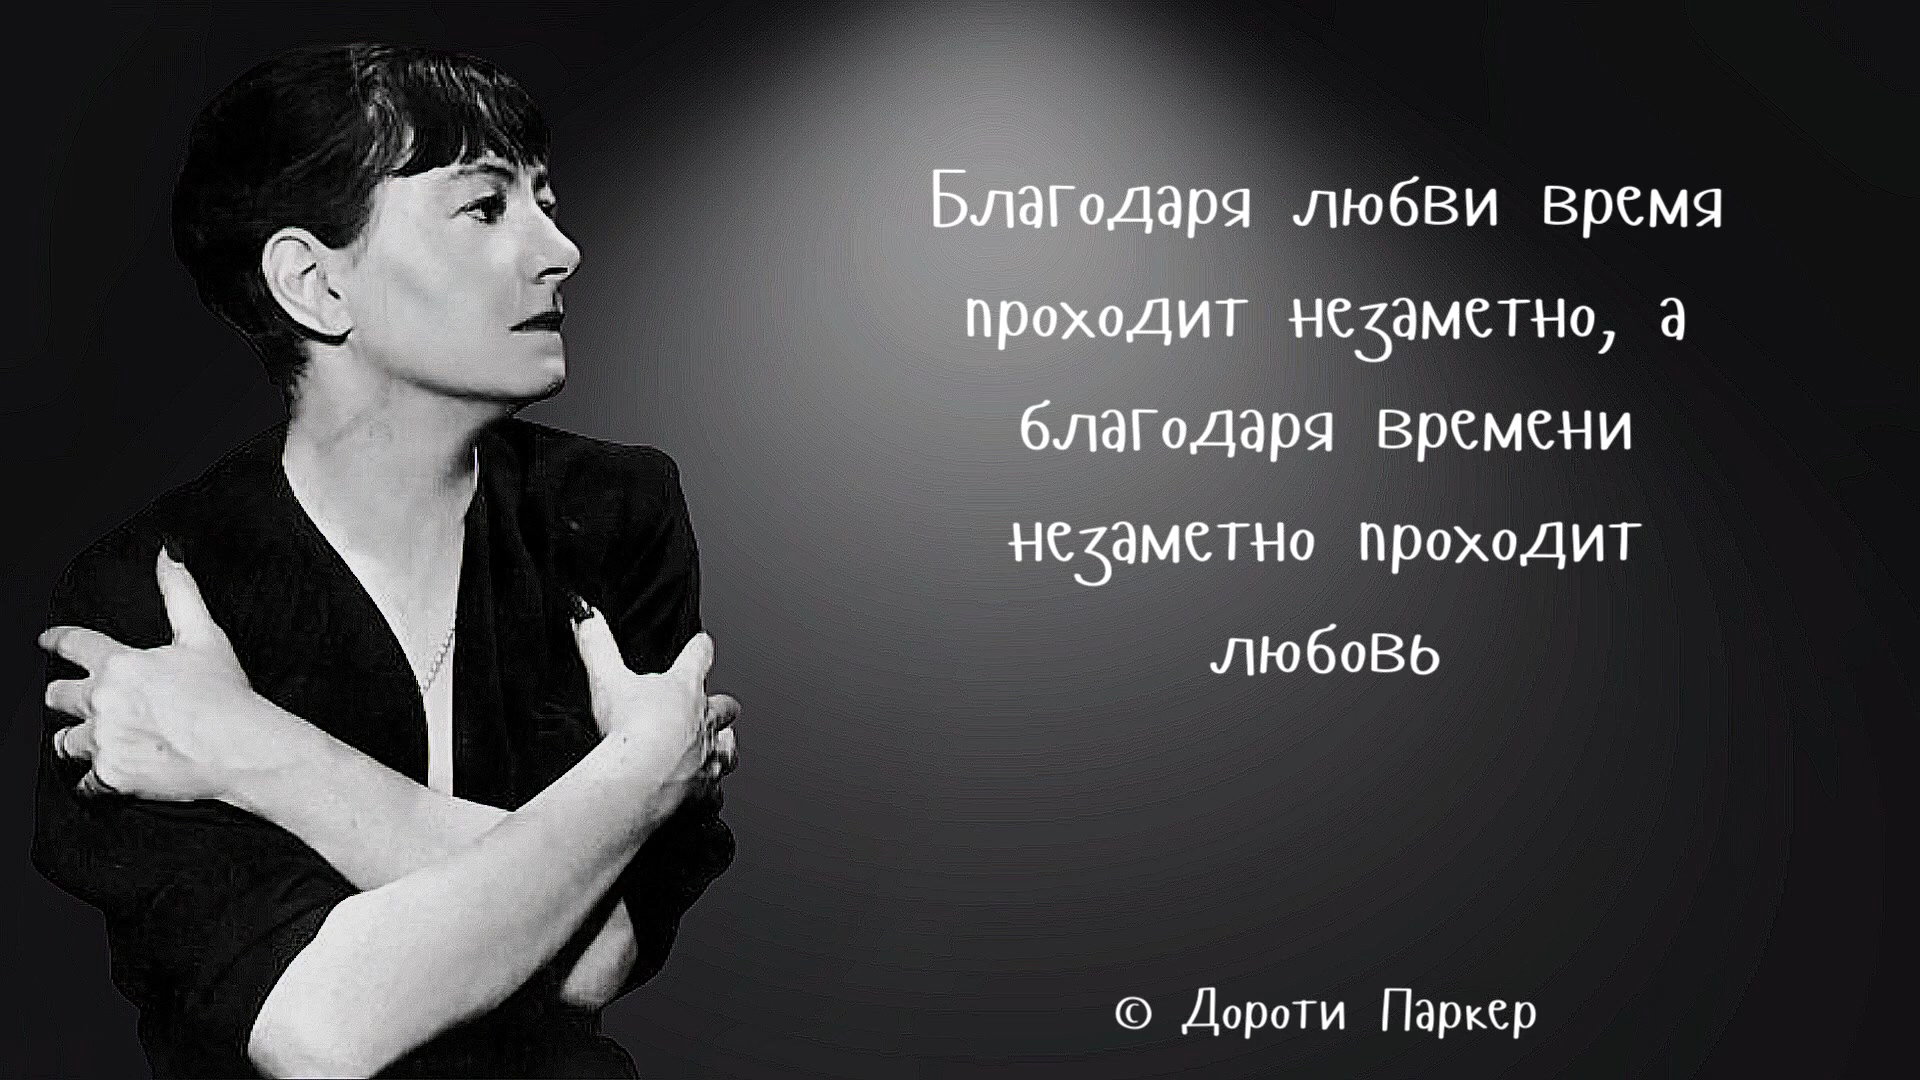 Благодаря любви время
проходит незаметно, а
благодаря времени
незаметно проходит
любовь
© Дороти Паркер